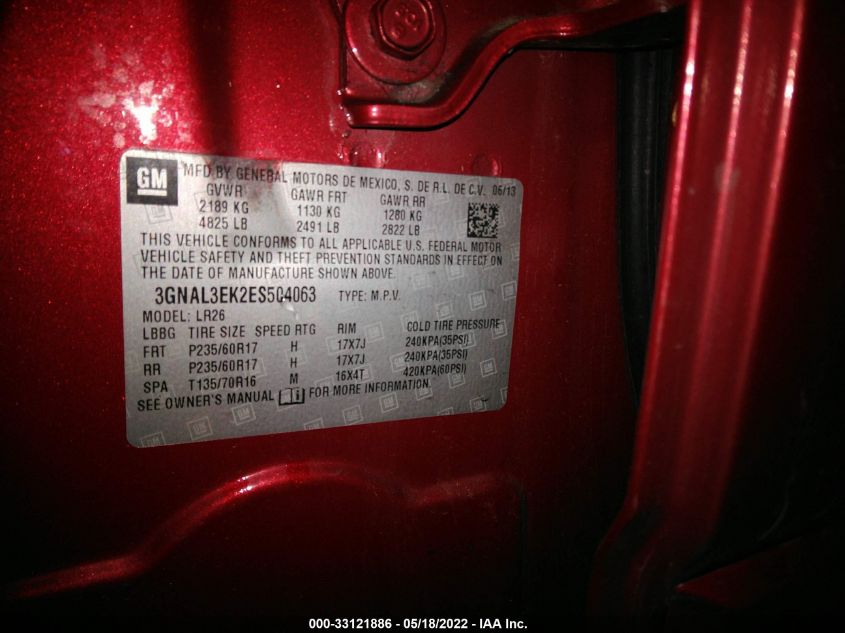 GM
MFD BY GENERAL MOTORS DE MEXICO, S. DE R.L. DE C.V. 06/13
GVWR GAWR FRT GAWR RR
2189 KG 1130 KG 1280 KG
4825 LB 2491 LB 2822 LB
THIS VEHICLE CONFORMS TO ALL APPLICABLE U.S. FEDERAL MOTOR
VEHICLE SAFETY AND THEFT PREVENTION STANDARDS IN EFFECT ON
THE DATE OF MANUFACTURE SHOWN ABOVE.
3GNAL3EK2ES504063 TYPE: M.P.V.
MODEL: LR26
LBBG TIRE SIZE SPEED RTG RIM COLD TIRE PRESSURE
FRT P235/60R17 H 17X7J 240KPA(35PSI)
RR P235/60R17 H 17X7J 240KPA(35PSI)
SPA T135/70R16 M 16X4T 420KPA(60PSI)
SEE OWNER'S MANUAL FOR MORE INFORMATION.
000-33121886 - 05/18/2022 - IAA Inc.